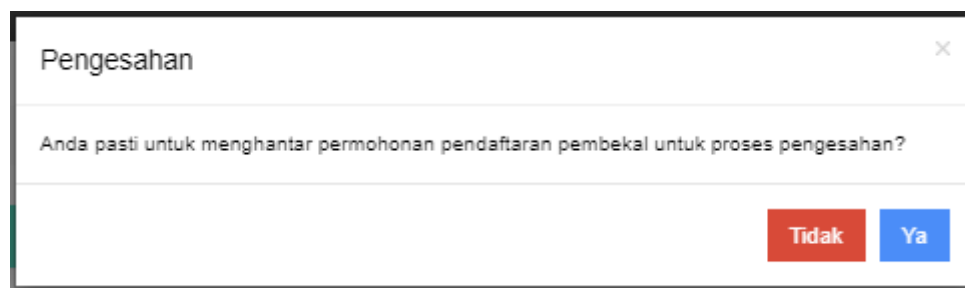 Pengesahan
Anda pasti untuk menghantar permohonan pendaftaran pembekal untuk proses pengesahan?
Tidak
Ya